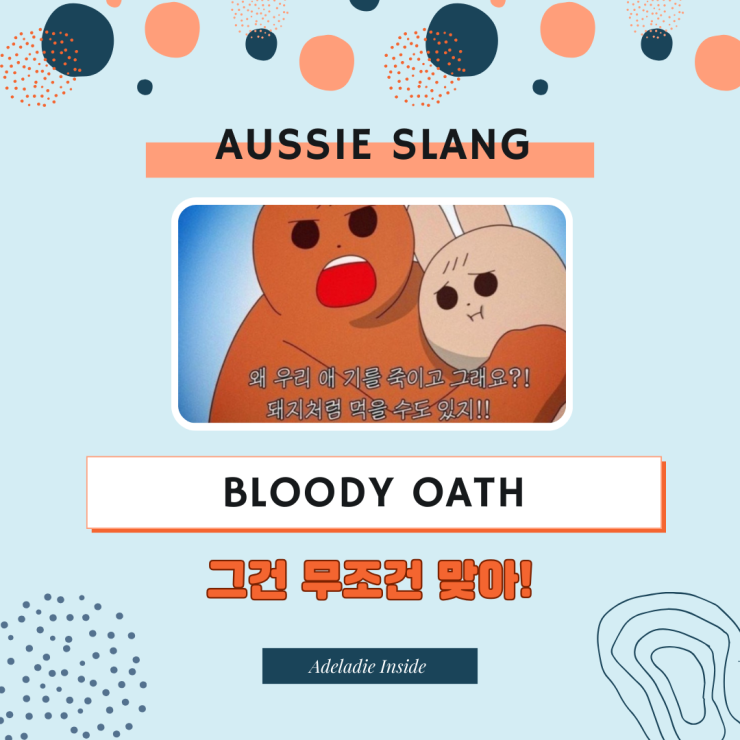 AUSSIE SLANG
왜 우리 애 기를 죽이고 그래요?!
돼지처럼 먹을 수도 있지!!
BLOODY OATH
그건 무조건 맞아!
Adeladie Inside